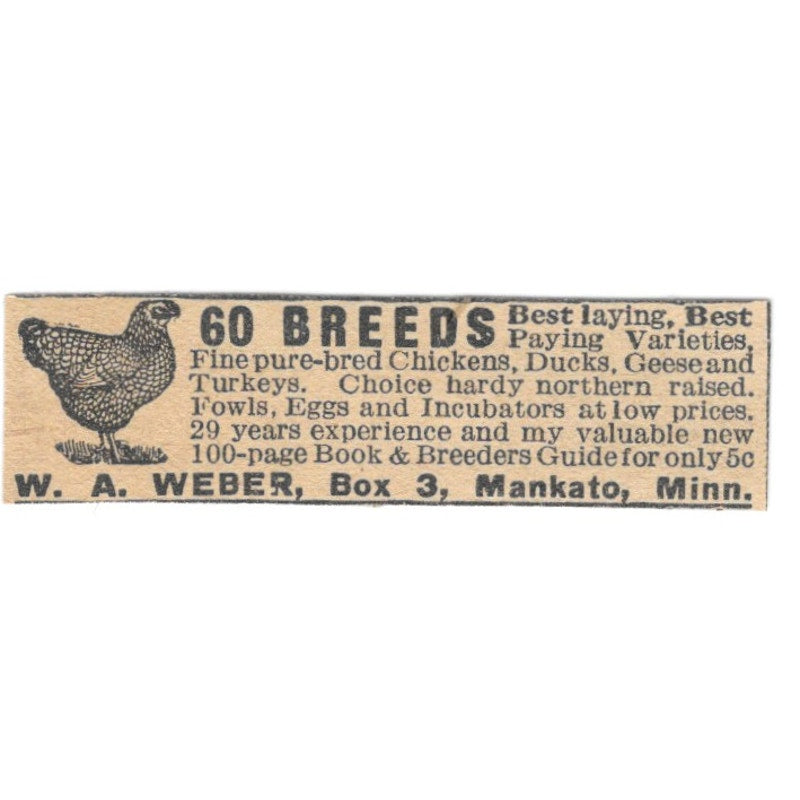 60 BREEDS Best laying, Best
Paying Varieties,
Fine pure-bred Chickens, Ducks, Geese and
Turkeys. Choice hardy northern raised.
Fowls, Eggs and Incubators at low prices.
29 years experience and my valuable new
100-page Book & Breeders Guide for only 5c
W. A. WEBER, Box 3, Mankato, Minn.